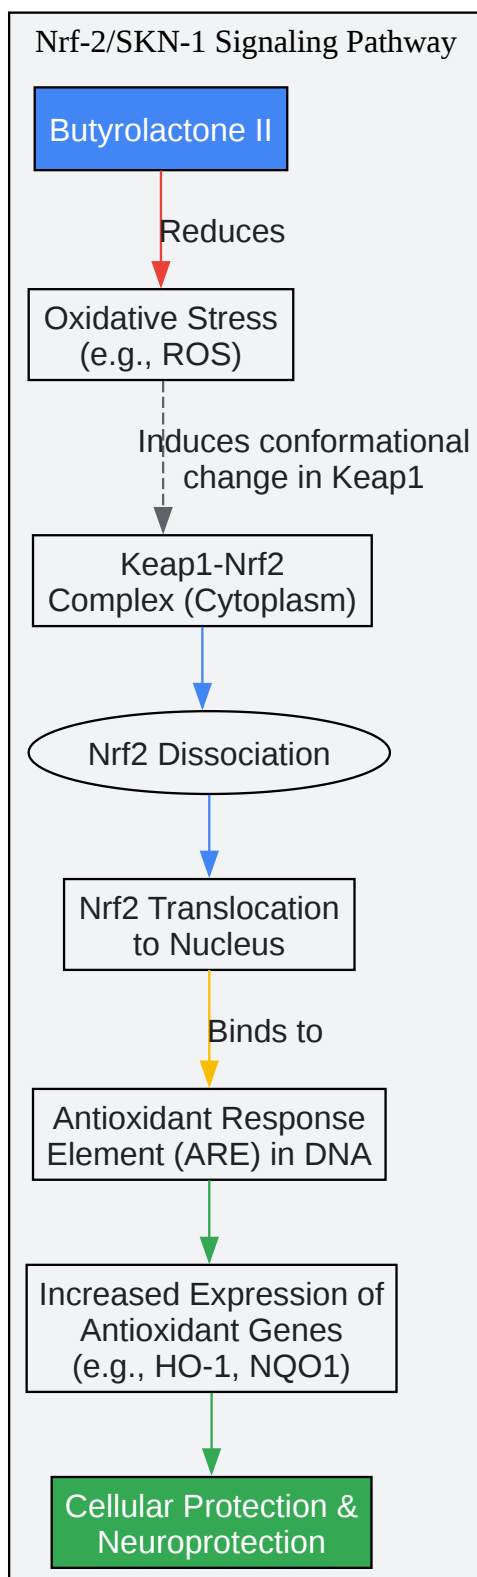 Nrf-2/SKN-1 Signaling Pathway
Butyrolactone II
Reduces
Oxidative Stress
(e.g., ROS)
Induces conformational
change in Keap1
Keap1-Nrf2
Complex (Cytoplasm)
Nrf2 Dissociation
Nrf2 Translocation
to Nucleus
Binds to
Antioxidant Response
Element (ARE) in DNA
Increased Expression of
Antioxidant Genes
(e.g., HO-1, NQO1)
Cellular Protection &
Neuroprotection